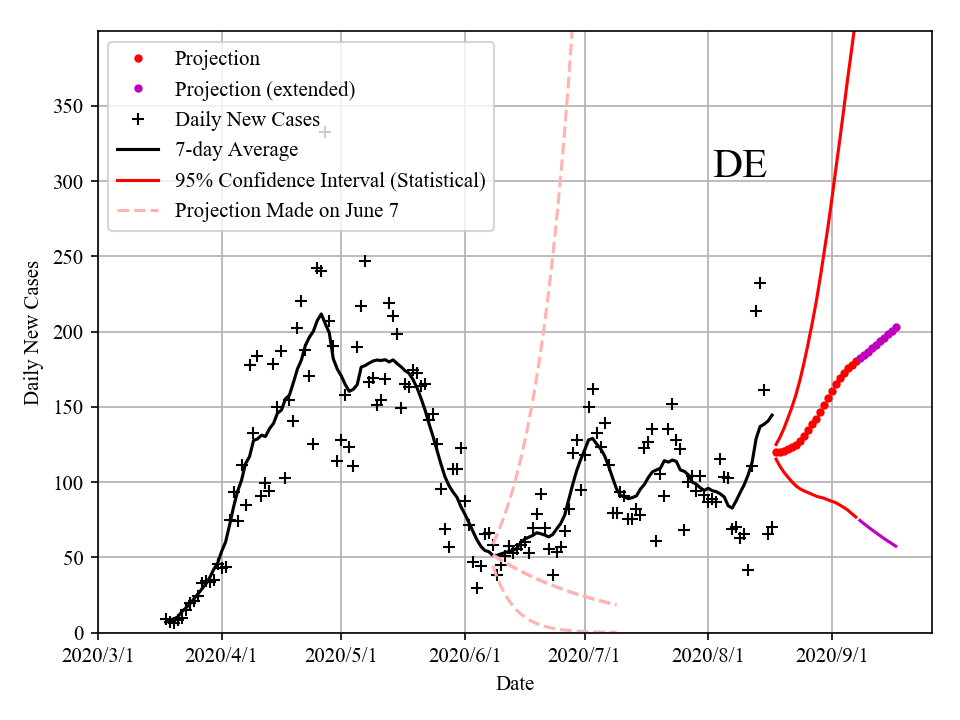 Projection
Projection (extended)
Daily New Cases
7-day Average
95% Confidence Interval (Statistical)
Projection Made on June 7
DE
350
300
250
200
150
100
50
0
Daily New Cases
2020/3/1 2020/4/1 2020/5/1 2020/6/1 2020/7/1 2020/8/1 2020/9/1
Date